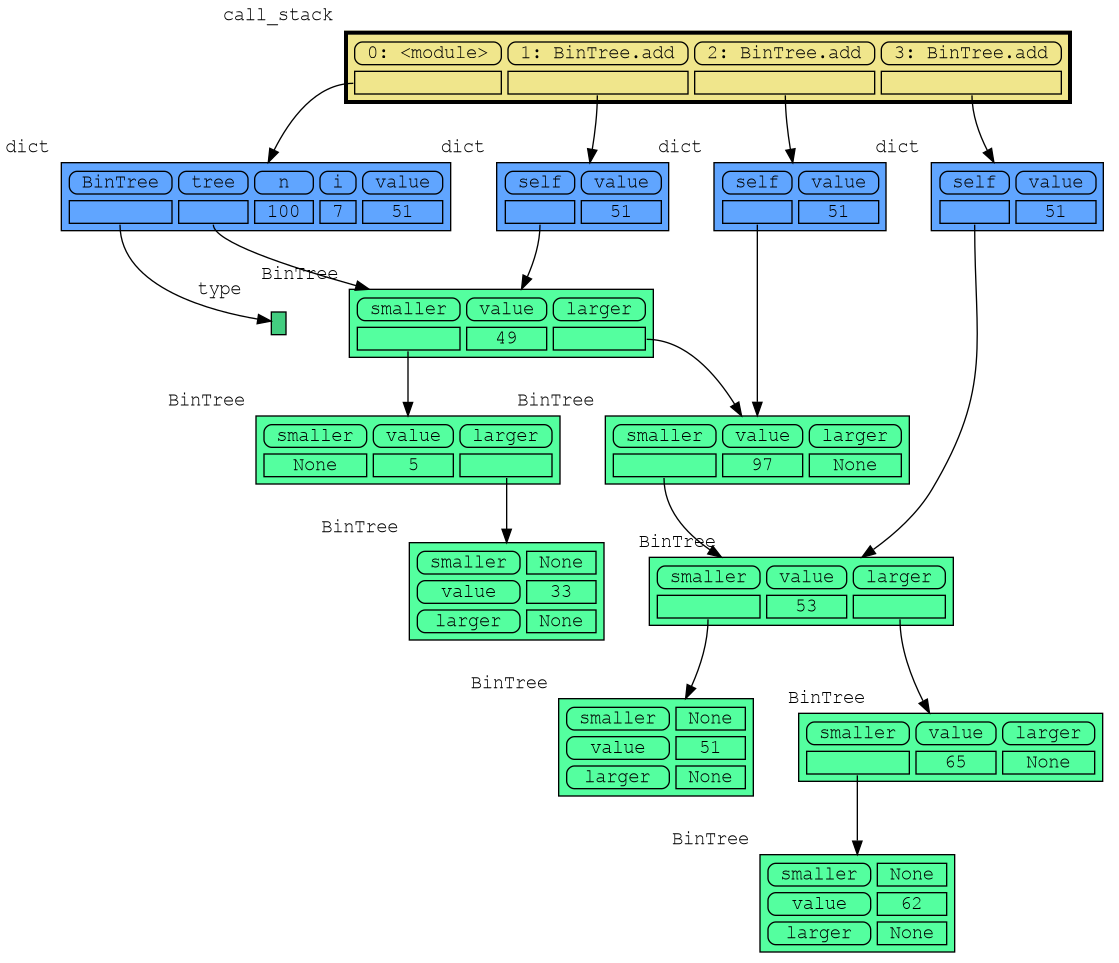 call_stack
0: <module> 1: BinTree.add 2: BinTree.add 3: BinTree.add
dict dict dict dict
BinTree tree n i value self value self value self value
100 7 51 51 51 51
BinTree
type
smaller value larger
49
BinTree BinTree
smaller value larger smaller value larger
None 5 97 None
BinTree
BinTree
smaller None
value 33
larger None
smaller value larger
53
BinTree
BinTree
smaller None
value 51
larger None
smaller value larger
65 None
BinTree
smaller None
value 62
larger None